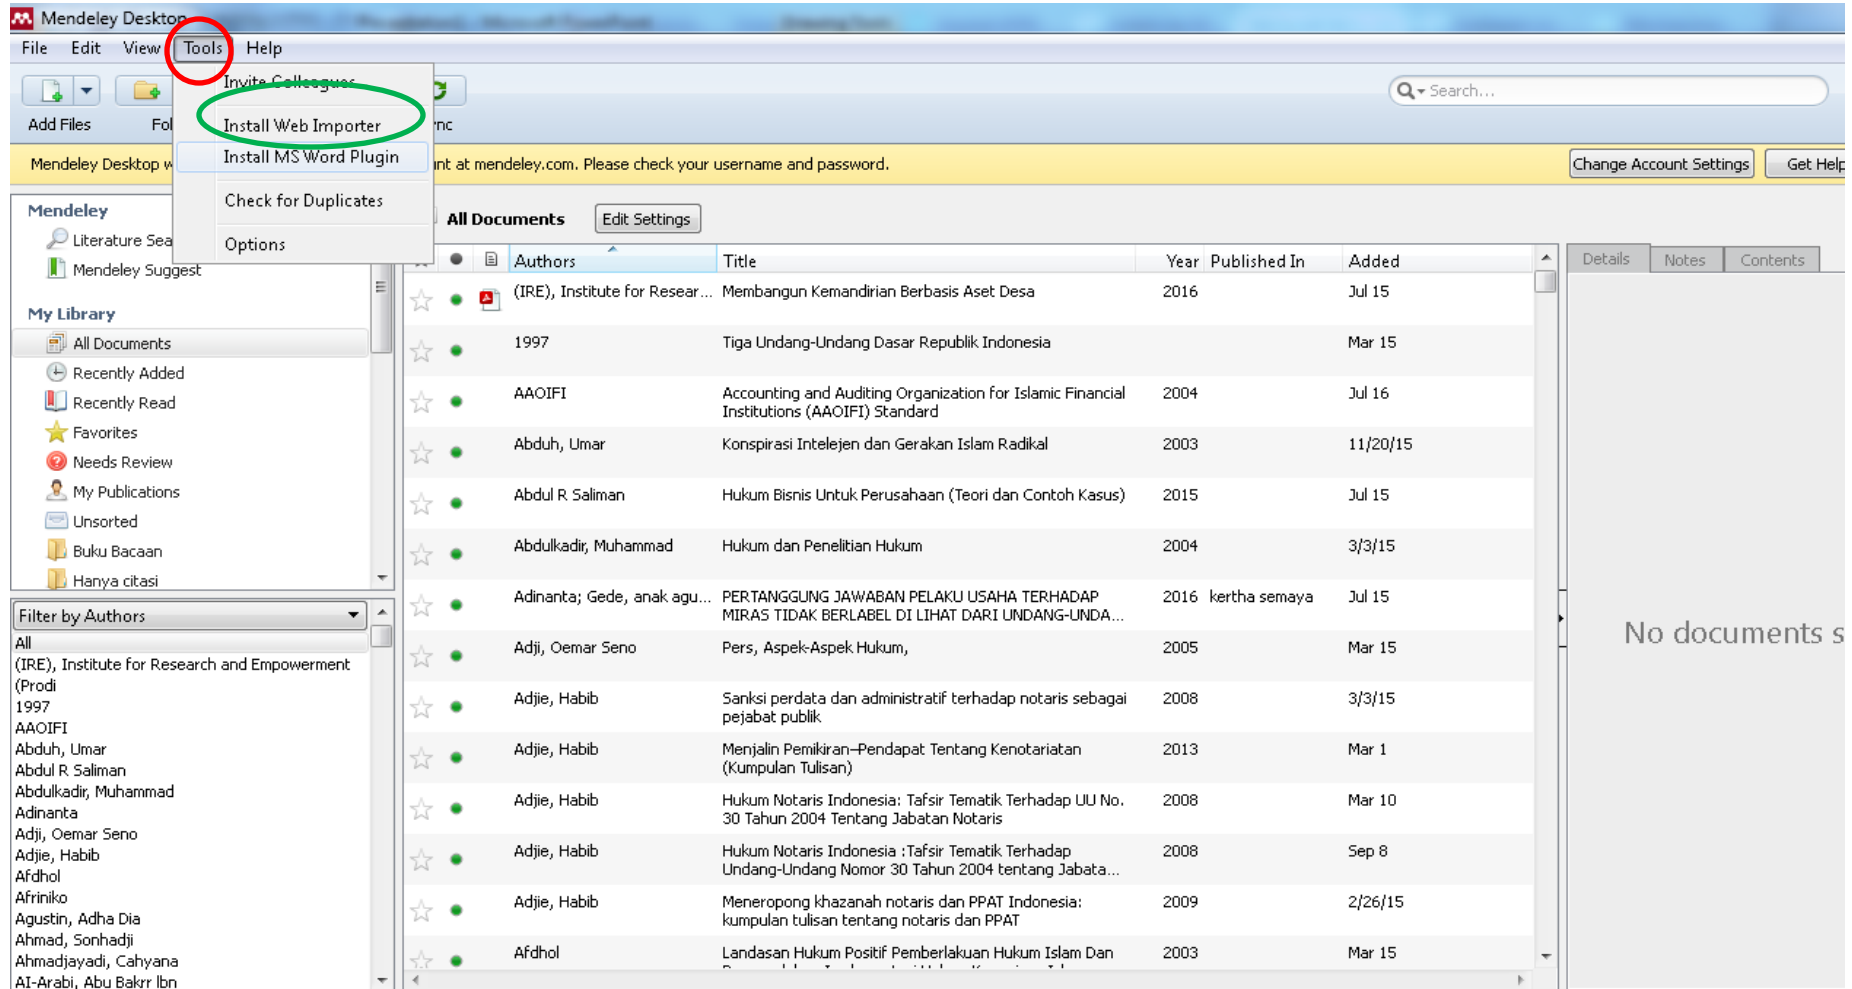 Mendeley Desktop
File Edit View Tools Help
Invite Colleagues
Install Web Importer
Install MS Word Plugin
Check for Duplicates
Options
Search...
Add Files Fol nc
Mendeley Desktop w nt at mendeley.com. Please check your username and password.
Change Account Settings Get Help
Mendeley
Literature Sea
Mendeley Suggest
My Library
All Documents
Recently Added
Recently Read
Favorites
Needs Review
My Publications
Unsorted
Buku Bacaan
Hanya citasi
Filter by Authors
All
(IRE), Institute for Research and Empowerment
(Prodi
1997
AAOIFI
Abduh, Umar
Abdul R Saliman
Abdulkadir, Muhammad
Adinanta
Adji, Oemar Seno
Adjie, Habib
Afdhol
Afriniko
Agustin, Adha Dia
Ahmad, Sonhadji
Ahmadjayadi, Cahyana
Al-Arabi, Abu Bakrr Ibn
All Documents Edit Settings
Authors Title Year Published In Added
(IRE), Institute for Resear... Membangun Kemandirian Berbasis Aset Desa 2016 Jul 15
1997 Tiga Undang-Undang Dasar Republik Indonesia Mar 15
AAOIFI Accounting and Auditing Organization for Islamic Financial 2004 Jul 16
Institutions (AAOIFI) Standard
Abduh, Umar Konspirasi Intelejen dan Gerakan Islam Radikal 2003 11/20/15
Abdul R Saliman Hukum Bisnis Untuk Perusahaan (Teori dan Contoh Kasus) 2015 Jul 15
Abdulkadir, Muhammad Hukum dan Penelitian Hukum 2004 3/3/15
Adinanta; Gede, anak agu... PERTANGGUNG JAWABAN PELAKU USAHA TERHADAP 2016 kertha semaya Jul 15
MIRAS TIDAK BERLABEL DI LIHAT DARI UNDANG-UNDA...
Adji, Oemar Seno Pers, Aspek-Aspek Hukum, 2005 Mar 15
Adjie, Habib Sanksi perdata dan administratif terhadap notaris sebagai 2008 3/3/15
pejabat publik
Adjie, Habib Menjalin Pemikiran–Pendapat Tentang Kenotariatan 2013 Mar 1
(Kumpulan Tulisan)
Adjie, Habib Hukum Notaris Indonesia: Tafsir Tematik Terhadap UU No. 2008 Mar 10
30 Tahun 2004 Tentang Jabatan Notaris
Adjie, Habib Hukum Notaris Indonesia :Tafsir Tematik Terhadap 2008 Sep 8
Undang-Undang Nomor 30 Tahun 2004 tentang Jabata...
Adjie, Habib Meneropong khazanah notaris dan PPAT Indonesia: 2009 2/26/15
kumpulan tulisan tentang notaris dan PPAT
Afdhol Landasan Hukum Positif Pemberlakuan Hukum Islam Dan 2003 Mar 15
Details Notes Contents
No documents s